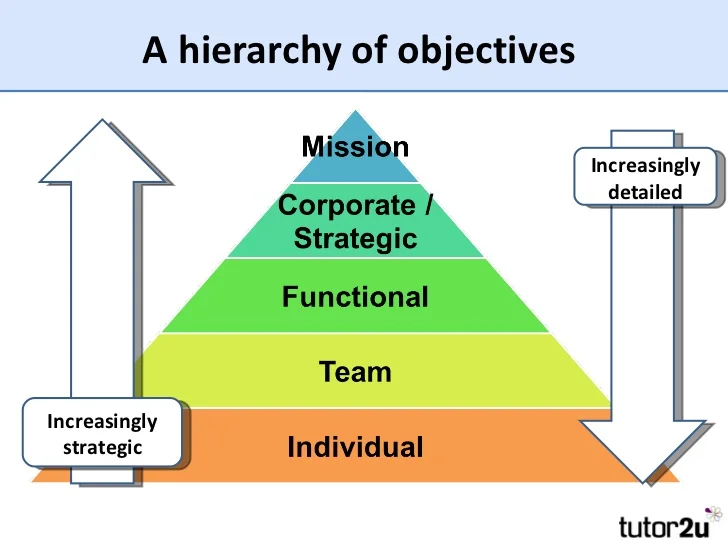 A hierarchy of objectives
Mission
Increasingly
detailed
Corporate /
Strategic
Functional
Team
Increasingly
strategic
Individual
tutor2u